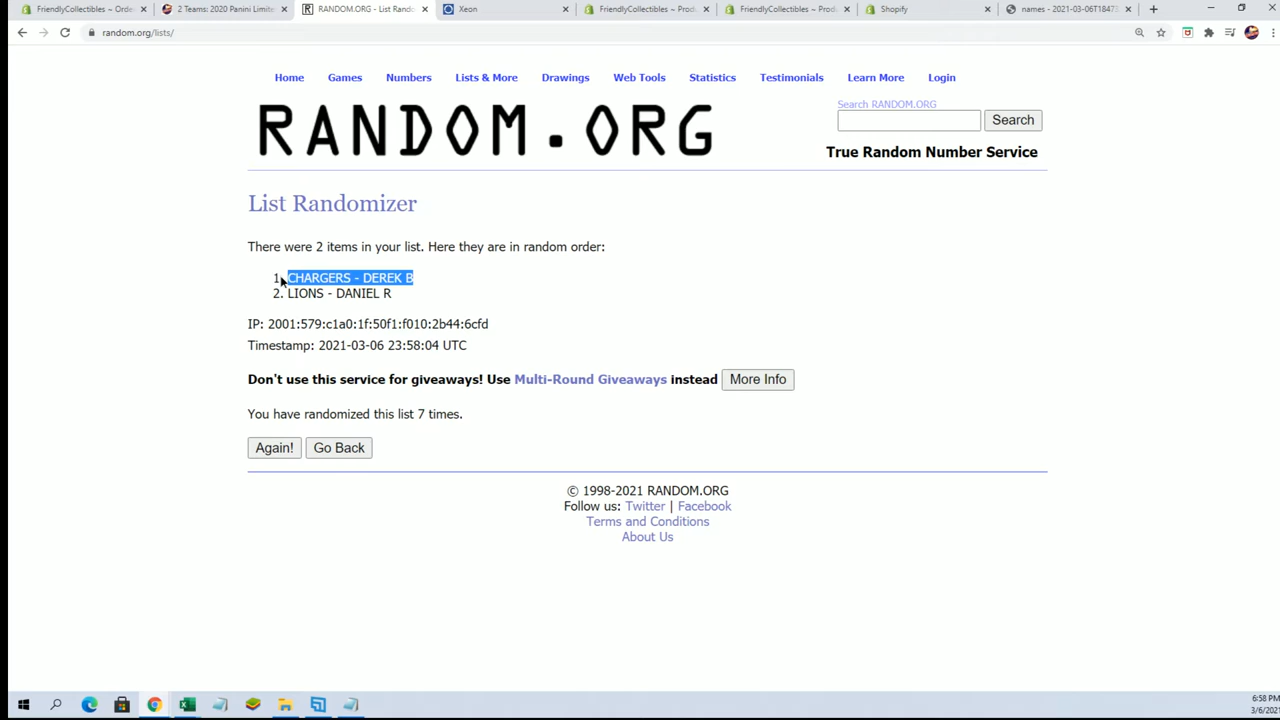 FriendlyCollectibles ~ Orde
2 Teams: 2020 Panini Limite
RANDOM.ORG - List Rando
Xeon
FriendlyCollectibles ~ Produ
FriendlyCollectibles ~ Produ
Shopify
names - 2021-03-06T18473
random.org/lists/
Home Games Numbers Lists & More Drawings Web Tools Statistics Testimonials Learn More Login
RANDOM.ORG
Search RANDOM.ORG
Search
True Random Number Service
List Randomizer
There were 2 items in your list. Here they are in random order:
1. CHARGERS - DEREK B
2. LIONS - DANIEL R
IP: 2001:579:c1a0:1f:50f1:f010:2b44:6cfd
Timestamp: 2021-03-06 23:58:04 UTC
Don't use this service for giveaways! Use Multi-Round Giveaways instead More Info
You have randomized this list 7 times.
Again! Go Back
© 1998-2021 RANDOM.ORG
Follow us: Twitter | Facebook
Terms and Conditions
About Us
6:58 PM
3/6/2021